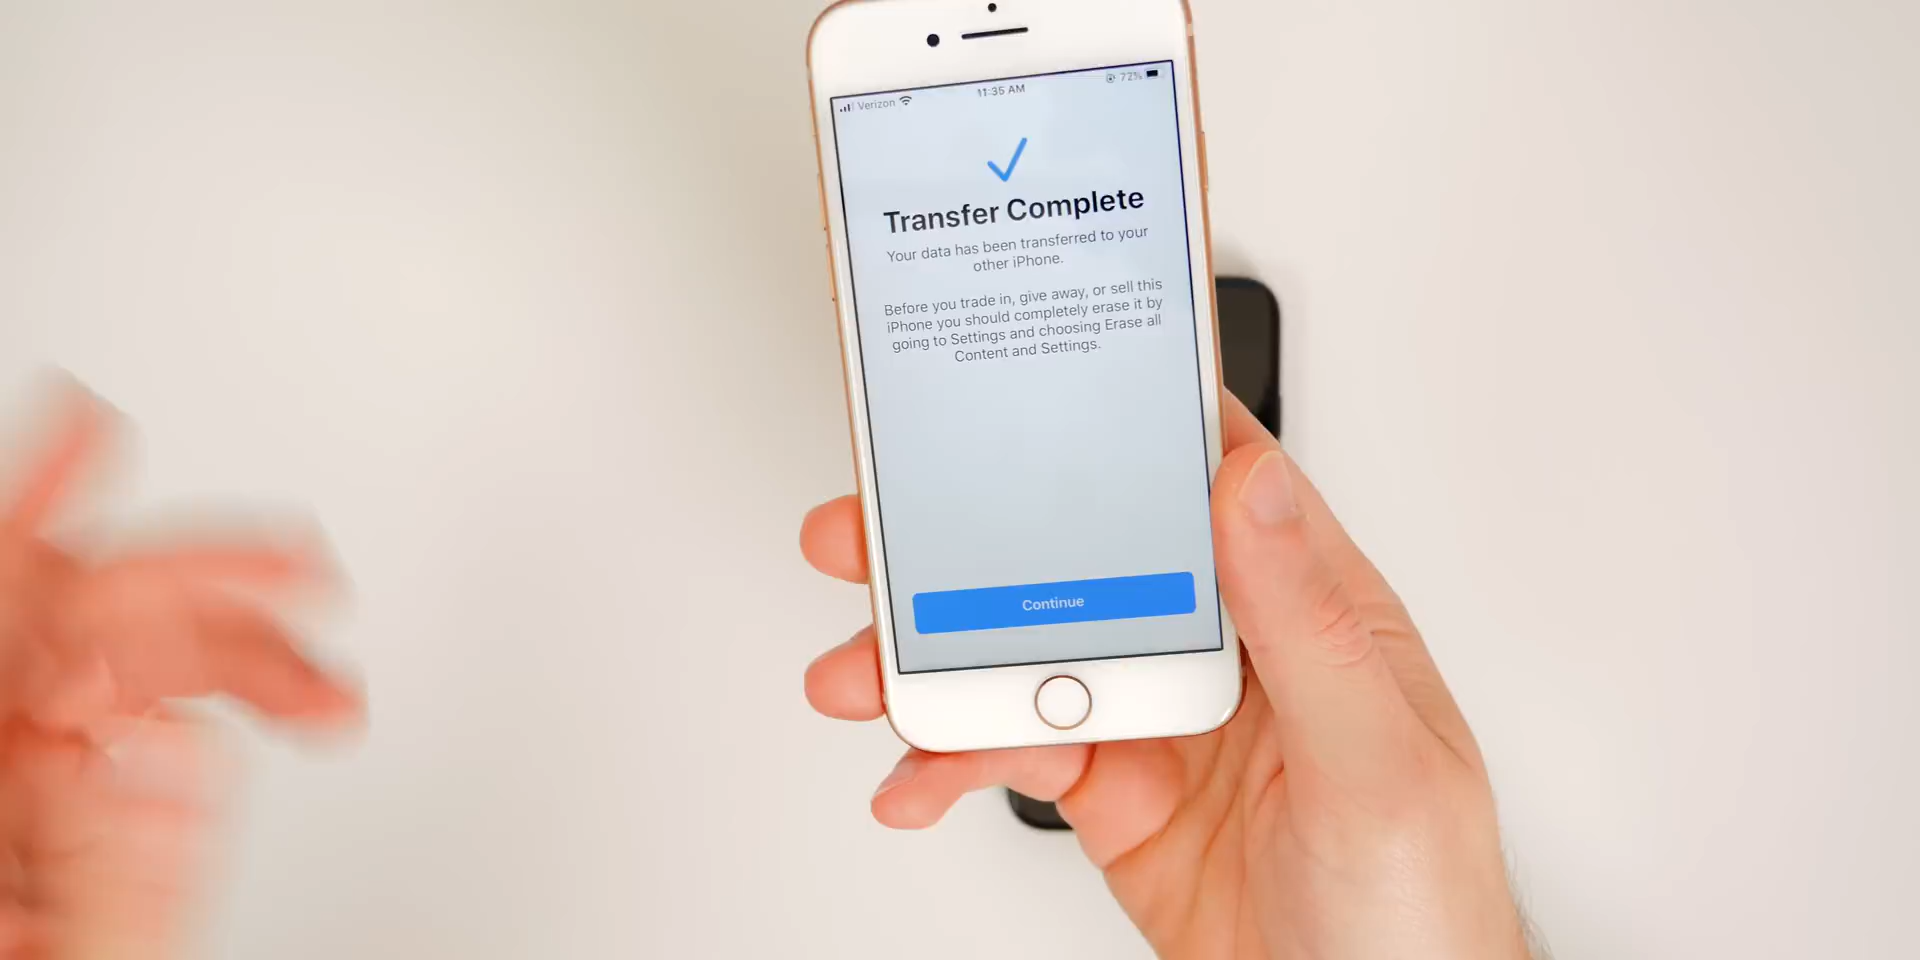 Verizon 11:35 AM 72%
Transfer Complete
Your data has been transferred to your
other iPhone.
Before you trade in, give away, or sell this
iPhone you should completely erase it by
going to Settings and choosing Erase all
Content and Settings.
Continue